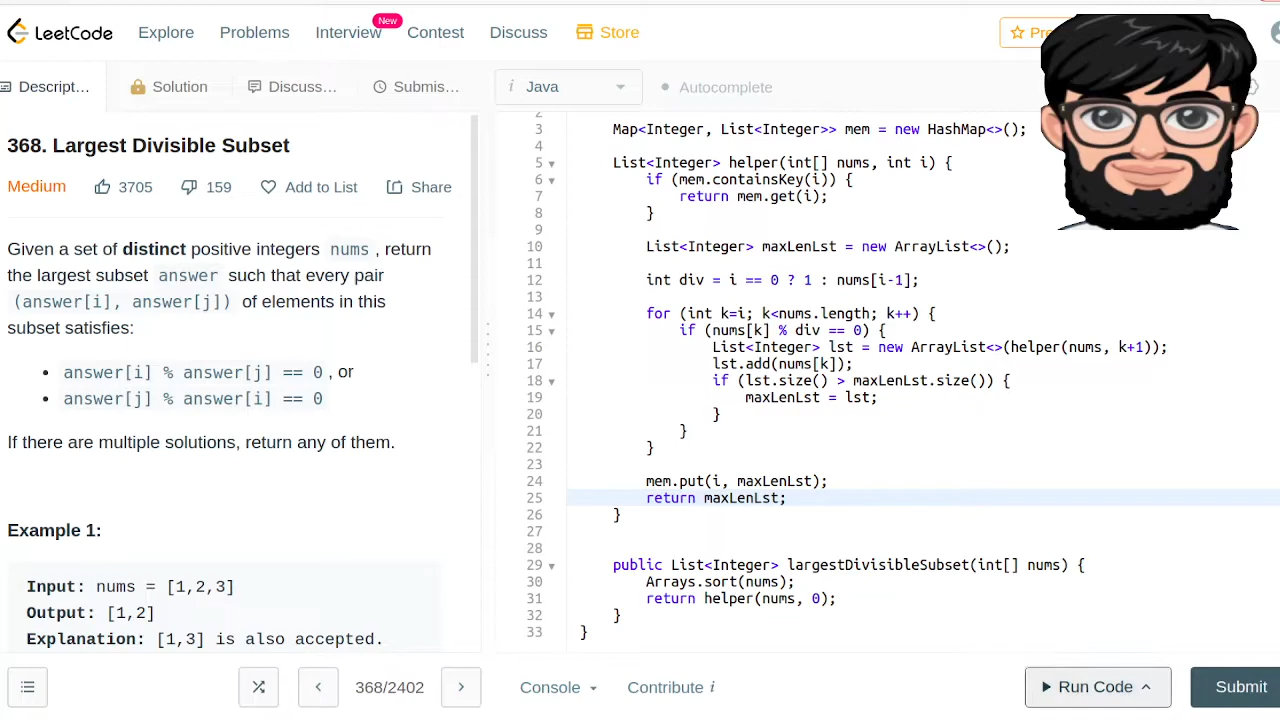 LeetCode Explore Problems Interview New Contest Discuss Store
Descript... Solution Discuss... Submis... i Java Autocomplete
368. Largest Divisible Subset
Medium 3705 159 Add to List Share
Given a set of distinct positive integers nums , return
the largest subset answer such that every pair
(answer[i], answer[j]) of elements in this
subset satisfies:
• answer[i] % answer[j] == 0 , or
• answer[j] % answer[i] == 0
If there are multiple solutions, return any of them.
Example 1:
Input: nums = [1,2,3]
Output: [1,2]
Explanation: [1,3] is also accepted.
2
3 Map<Integer, List<Integer>> mem = new HashMap<>();
4
5 List<Integer> helper(int[] nums, int i) {
6 if (mem.containsKey(i)) {
7 return mem.get(i);
8 }
9
10 List<Integer> maxLenLst = new ArrayList<>();
11
12 int div = i == 0 ? 1 : nums[i-1];
13
14 for (int k=i; k<nums.length; k++) {
15 if (nums[k] % div == 0) {
16 List<Integer> lst = new ArrayList<>(helper(nums, k+1));
17 lst.add(nums[k]);
18 if (lst.size() > maxLenLst.size()) {
19 maxLenLst = lst;
20 }
21 }
22 }
23
24 mem.put(i, maxLenLst);
25 return maxLenLst;
26 }
27
28
29 public List<Integer> largestDivisibleSubset(int[] nums) {
30 Arrays.sort(nums);
31 return helper(nums, 0);
32 }
33 }
368/2402 Console Contribute i Run Code Submit